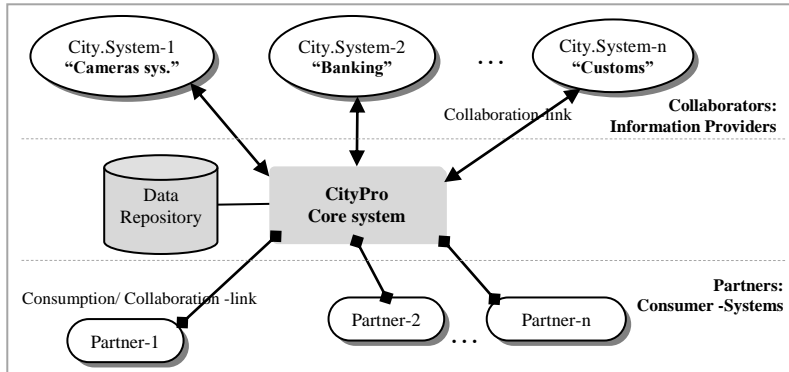 City.System-1
“Cameras sys.”
City.System-2
“Banking”
...
City.System-n
“Customs”
Collaboration-link
Collaborators:
Information Providers
Data
Repository
CityPro
Core system
Consumption/ Collaboration -link
Partners:
Consumer -Systems
Partner-1
Partner-2
...
Partner-n